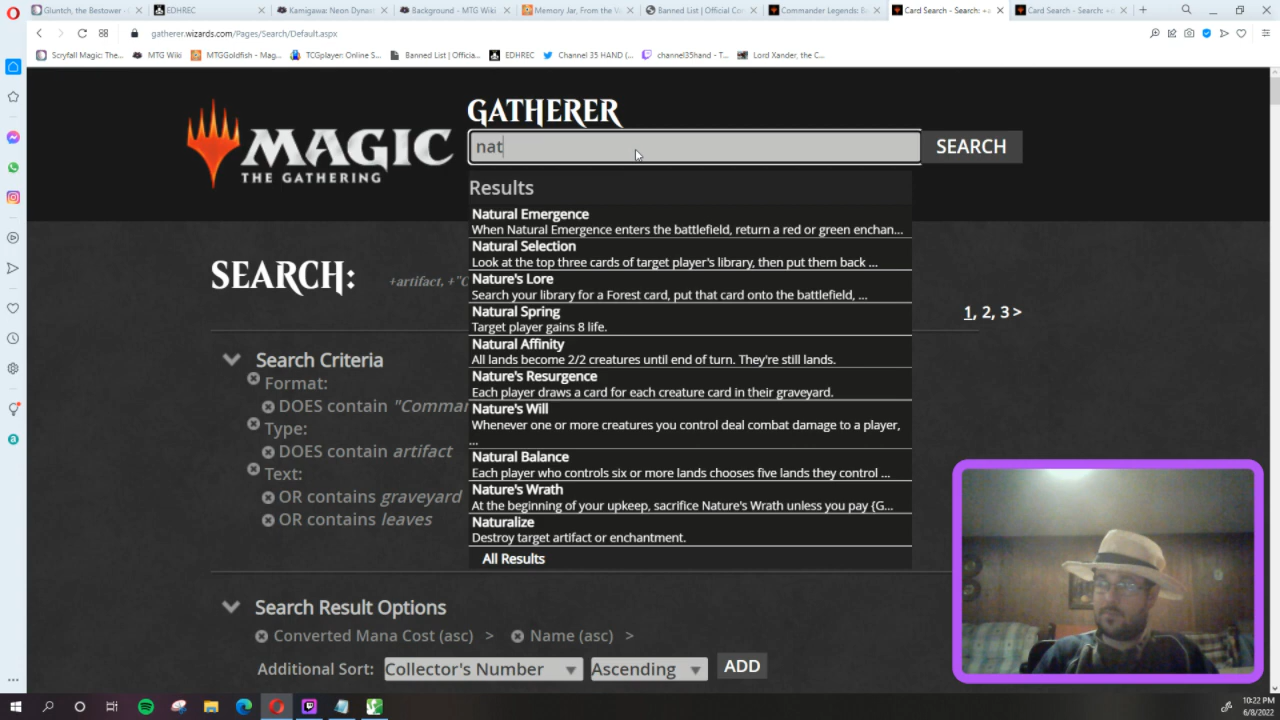 Gluntch, the Bestower -
EDHREC
Kamigawa: Neon Dynas
Background - MTG Wiki
Memory Jar, From the V
Banned List | Official Co
Commander Legends: B
Card Search - Search: +a
Card Search - Search: +
gatherer.wizards.com/Pages/Search/Default.aspx
Scryfall Magic: The...
MTG Wiki
MTGGoldfish - Mag...
TCGplayer: Online S...
Banned List | Officia...
EDHREC
Channel 35 HAND (...
channel35hand - T...
Lord Xander, the C...
GATHERER
MAGIC
THE GATHERING
nat
SEARCH
Results
Natural Emergence
When Natural Emergence enters the battlefield, return a red or green enchan...
Natural Selection
Look at the top three cards of target player's library, then put them back ...
Nature's Lore
Search your library for a Forest card, put that card onto the battlefield, ...
Natural Spring
Target player gains 8 life.
Natural Affinity
All lands become 2/2 creatures until end of turn. They're still lands.
Nature's Resurgence
Each player draws a card for each creature card in their graveyard.
Nature's Will
Whenever one or more creatures you control deal combat damage to a player,
...
Natural Balance
Each player who controls six or more lands chooses five lands they control ...
Nature's Wrath
At the beginning of your upkeep, sacrifice Nature's Wrath unless you pay {G...
Naturalize
Destroy target artifact or enchantment.
All Results
SEARCH:
+artifact, +"C
1, 2, 3 >
Search Criteria
Format:
DOES contain "Commar
Type:
DOES contain artifact
Text:
OR contains graveyard
OR contains leaves
Search Result Options
Converted Mana Cost (asc) >
Name (asc) >
Additional Sort:
Collector's Number
Ascending
ADD
10:22 PM
6/8/2022